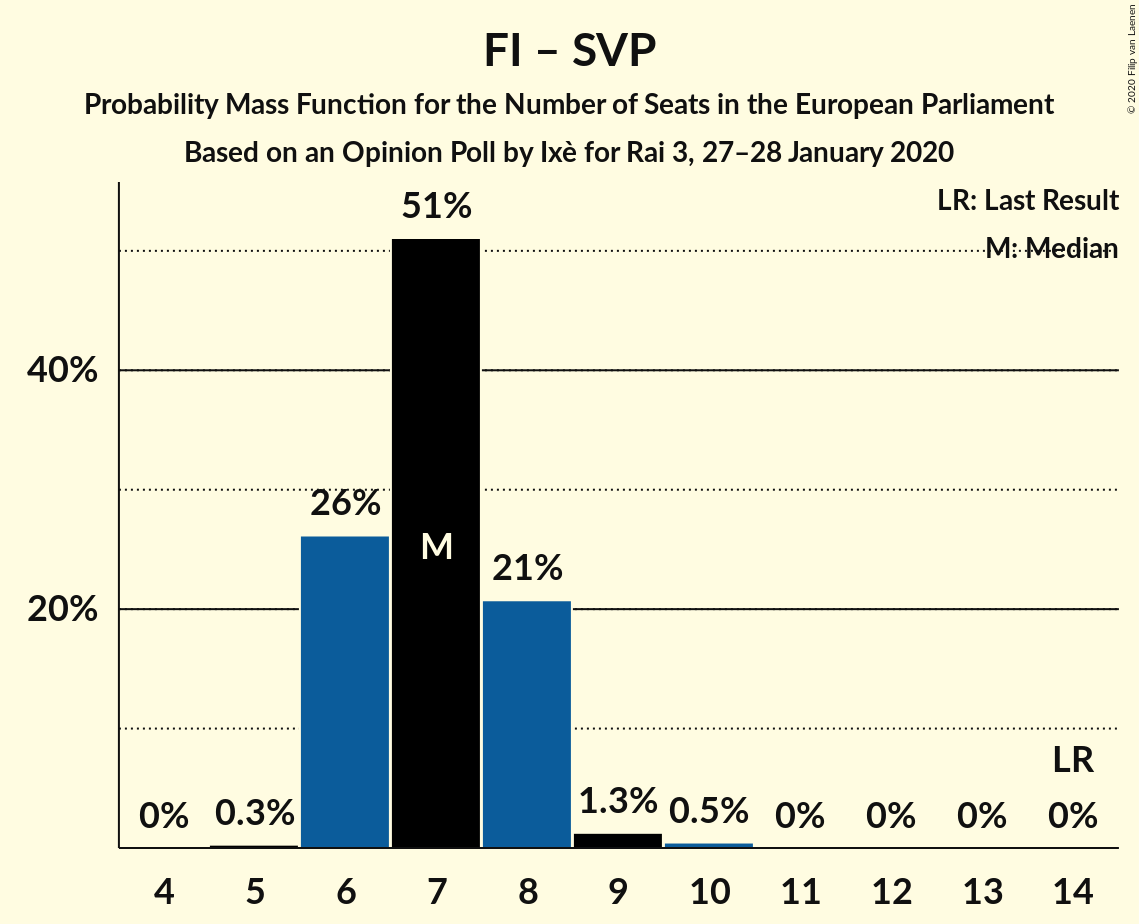 FI – SVP
Probability Mass Function for the Number of Seats in the European Parliament
Based on an Opinion Poll by Ixè for Rai 3, 27–28 January 2020
© 2020 Filip van Laenen
LR: Last Result
M: Median
51%
40%
26%
M
21%
20%
LR
0% 0.3% 1.3% 0.5% 0% 0% 0% 0%
4 5 6 7 8 9 10 11 12 13 14